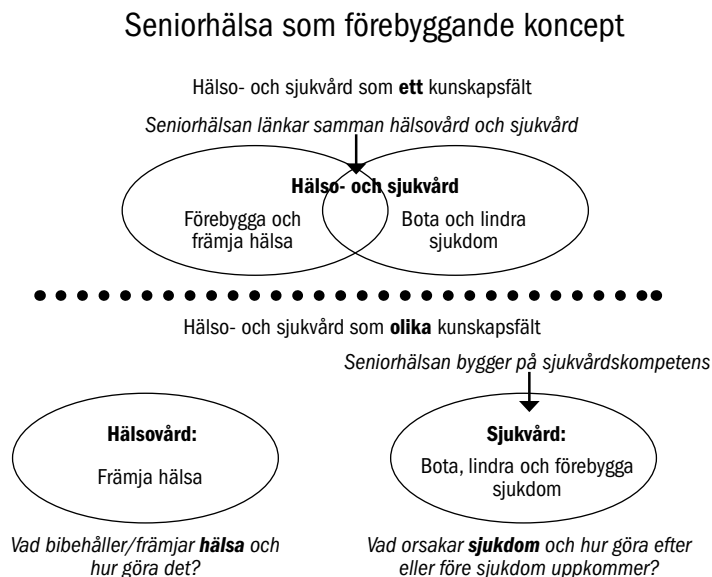 Seniorhälsa som förebyggande koncept
Hälso- och sjukvård som ett kunskapsfält
Seniorhälsan länkar samman hälsovård och sjukvård
Hälso- och sjukvård
Förebygga och
främja hälsa
Bota och lindra
sjukdom
Hälso- och sjukvård som olika kunskapsfält
Seniorhälsan bygger på sjukvårdskompetens
Hälsovård:
Främja hälsa
Sjukvård:
Bota, lindra och förebygga
sjukdom
Vad bibehåller/främjar hälsa och
hur göra det?
Vad orsakar sjukdom och hur göra efter
eller före sjukdom uppkommer?